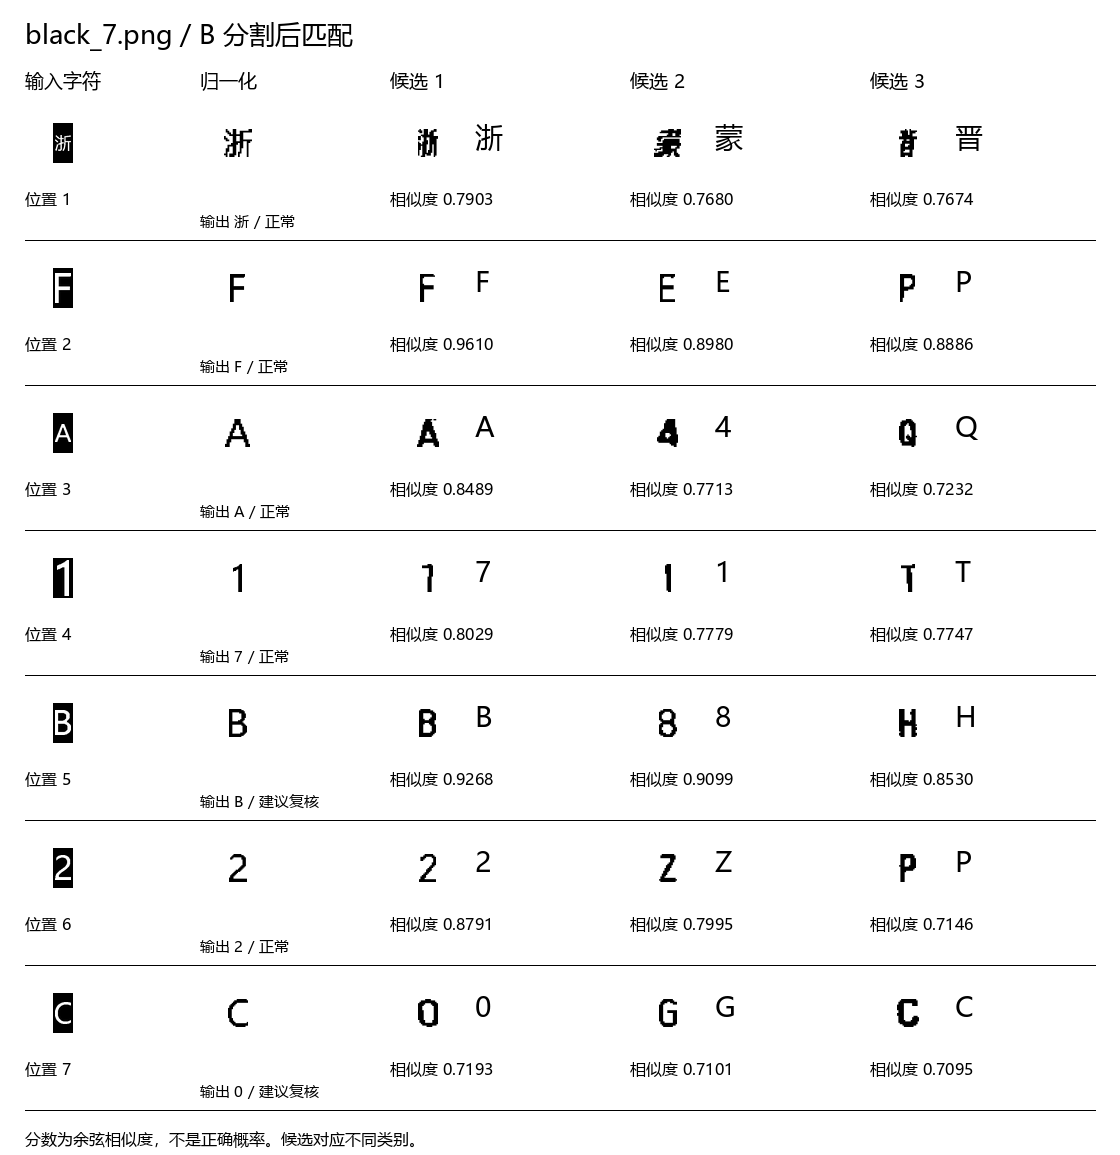 black_7.png / B 分割后匹配
输入字符 归一化 候选 1 候选 2 候选 3
浙 浙 浙 浙 蒙 蒙 晋 晋
位置 1 相似度 0.7903 相似度 0.7680 相似度 0.7674
输出 浙 / 正常
F F F F E E P P
位置 2 相似度 0.9610 相似度 0.8980 相似度 0.8886
输出 F / 正常
A A A A 4 4 Q Q
位置 3 相似度 0.8489 相似度 0.7713 相似度 0.7232
输出 A / 正常
1 1 7 7 1 1 T T
位置 4 相似度 0.8029 相似度 0.7779 相似度 0.7747
输出 7 / 正常
B B B B 8 8 H H
位置 5 相似度 0.9268 相似度 0.9099 相似度 0.8530
输出 B / 建议复核
2 2 2 2 Z Z P P
位置 6 相似度 0.8791 相似度 0.7995 相似度 0.7146
输出 2 / 正常
C C 0 0 G G C C
位置 7 相似度 0.7193 相似度 0.7101 相似度 0.7095
输出 0 / 建议复核
分数为余弦相似度，不是正确概率。候选对应不同类别。